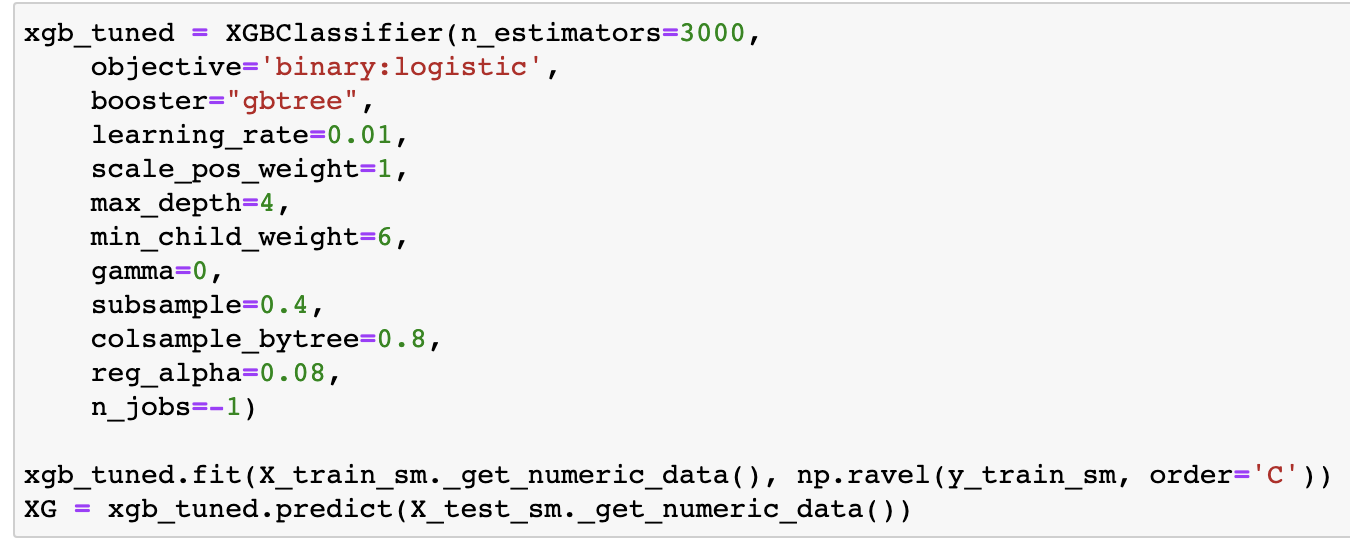 xgb_tuned = XGBClassifier(n_estimators=3000,
    objective='binary:logistic',
    booster="gbtree",
    learning_rate=0.01,
    scale_pos_weight=1,
    max_depth=4,
    min_child_weight=6,
    gamma=0,
    subsample=0.4,
    colsample_bytree=0.8,
    reg_alpha=0.08,
    n_jobs=-1)

xgb_tuned.fit(X_train_sm._get_numeric_data(), np.ravel(y_train_sm, order='C'))
XG = xgb_tuned.predict(X_test_sm._get_numeric_data())